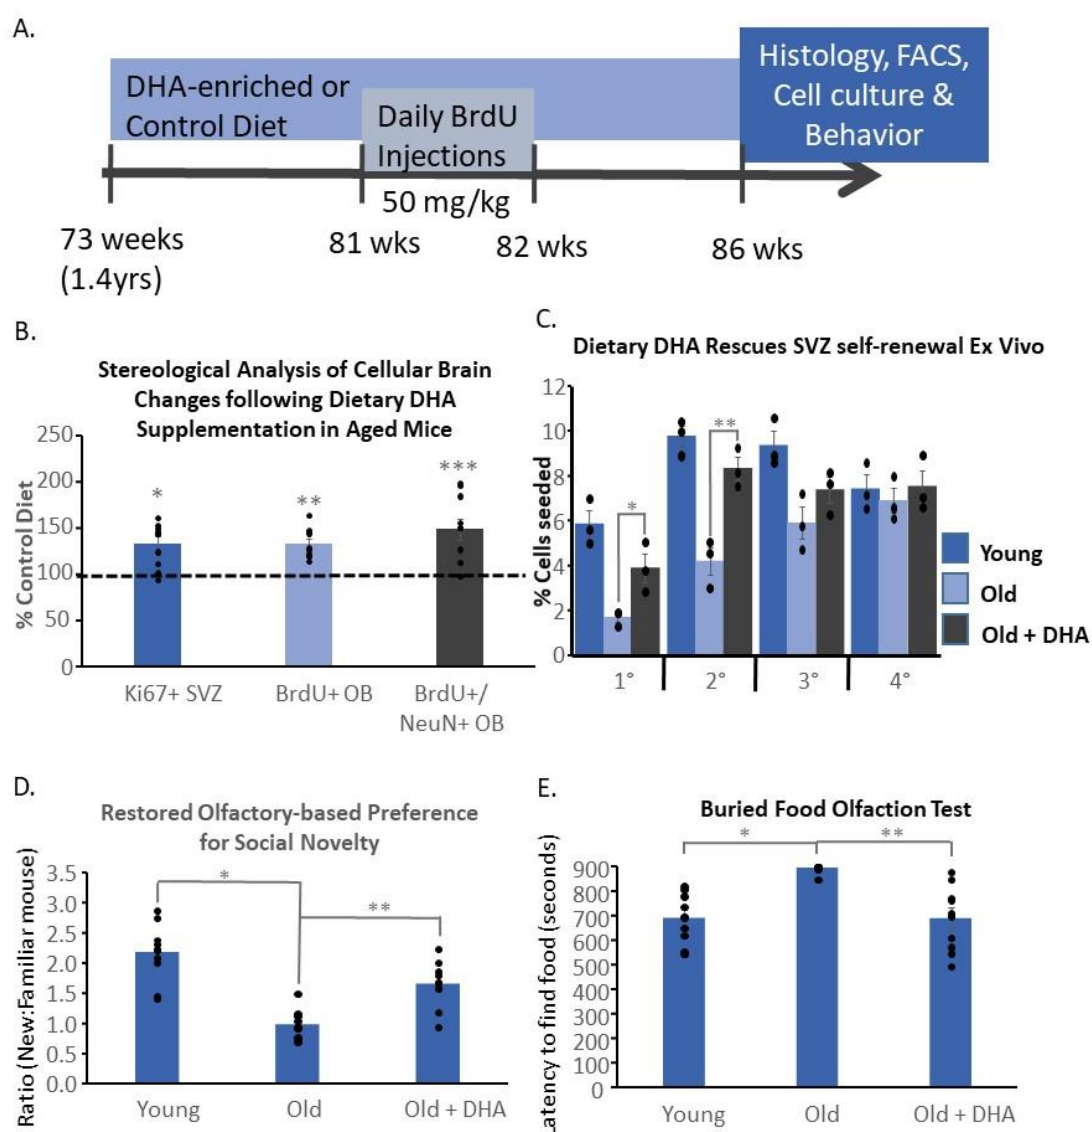 A.
DHA-enriched or
Control Diet
Daily BrdU
Injections
50 mg/kg
Histology, FACS,
Cell culture &
Behavior
73 weeks
(1.4yrs)
81 wks
82 wks
86 wks
B.
Stereological Analysis of Cellular Brain
Changes following Dietary DHA
Supplementation in Aged Mice
% Control Diet
250
200
150
100
50
0
*
**
***
Ki67+ SVZ
BrdU+ OB
BrdU+/
NeuN+ OB
C.
Dietary DHA Rescues SVZ self-renewal Ex Vivo
% Cells seeded
12
10
8
6
4
2
0
*
**
1°
2°
3°
4°
Young
Old
Old + DHA
D.
Restored Olfactory-based Preference
for Social Novelty
Ratio (New:Familiar mouse)
3.5
3.0
2.5
2.0
1.5
1.0
0.5
0.0
*
**
Young
Old
Old + DHA
E.
Buried Food Olfaction Test
Latency to find food (seconds)
900
800
700
600
500
400
300
200
100
0
*
**
Young
Old
Old + DHA